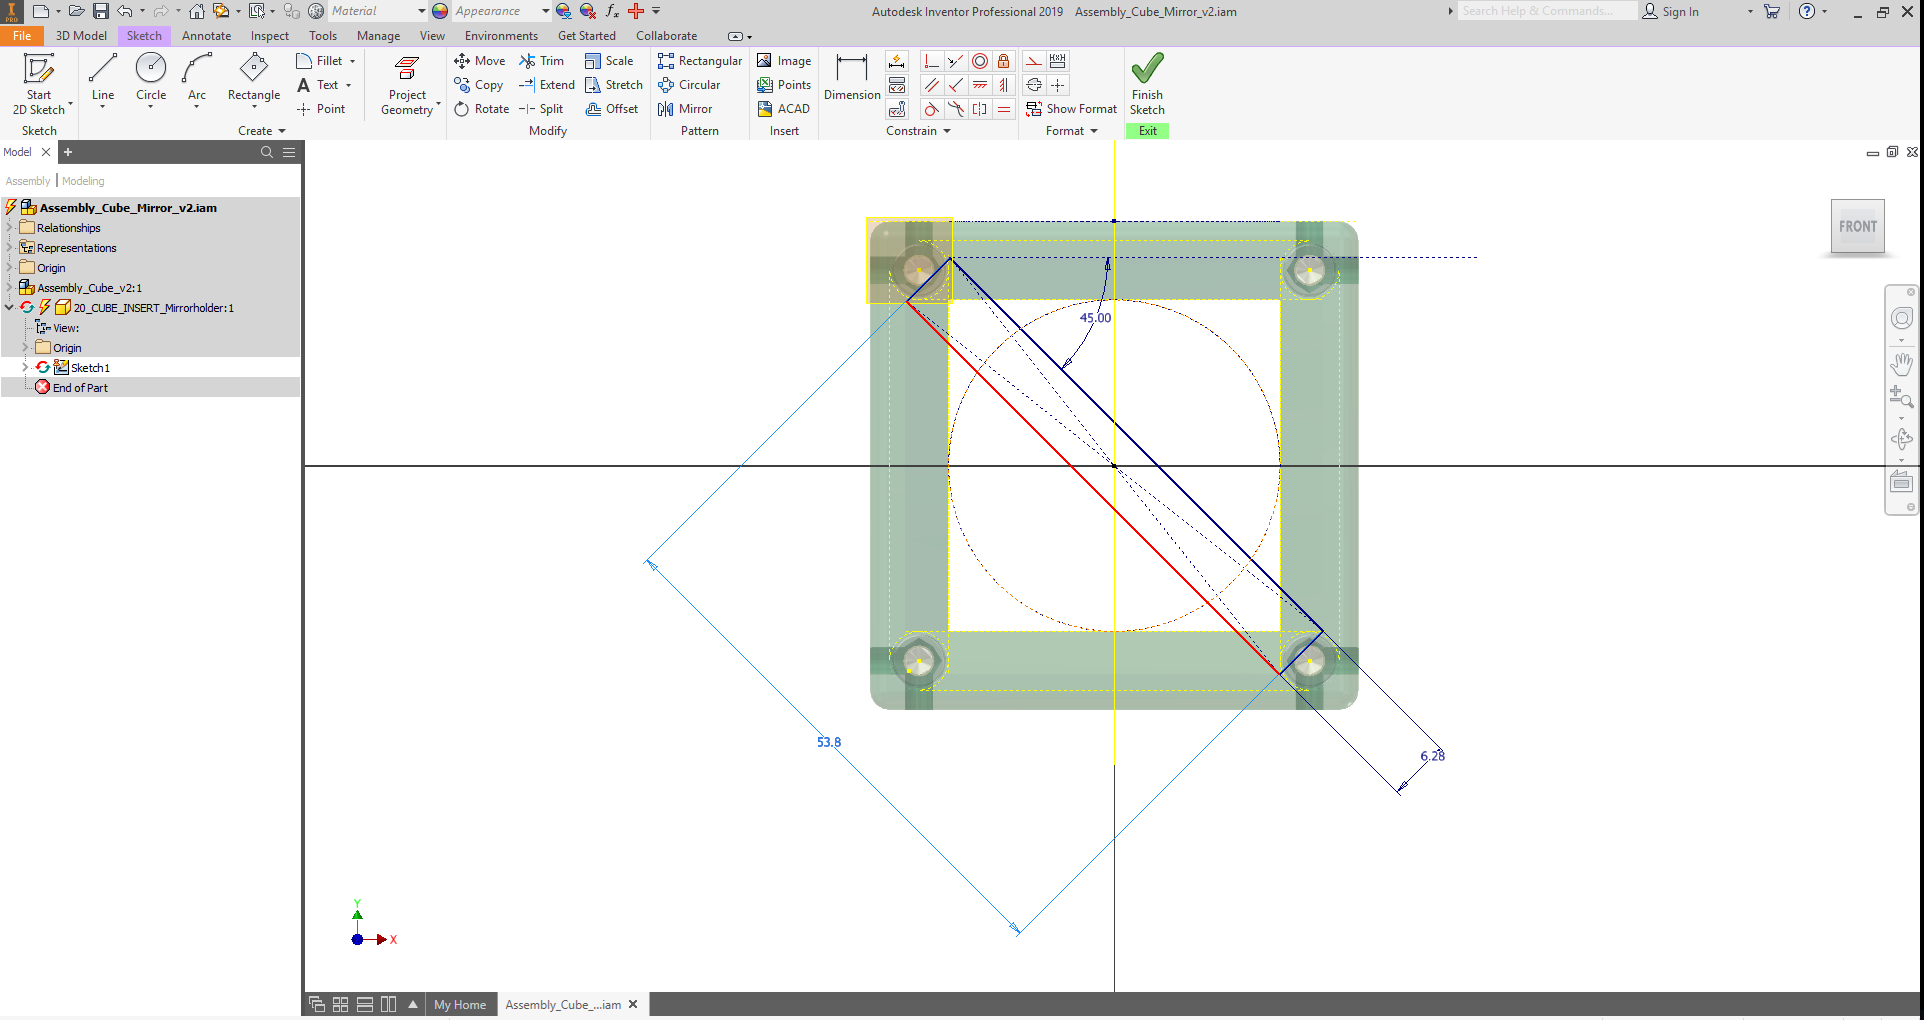 PRO
Material
Appearance
Autodesk Inventor Professional 2019 Assembly_Cube_Mirror_v2.iam
Search Help & Commands...
Sign In
File 3D Model Sketch Annotate Inspect Tools Manage View Environments Get Started Collaborate
Start
2D Sketch
Line
Circle
Arc
Rectangle
Fillet
Text
Point
Project
Geometry
Move
Copy
Rotate
Trim
Extend
Split
Scale
Stretch
Offset
Rectangular
Circular
Mirror
Image
Points
ACAD
Dimension
Show Format
Finish
Sketch
Sketch Create Modify Pattern Insert Constrain Format Exit
Model
Assembly Modeling
Assembly_Cube_Mirror_v2.iam
Relationships
Representations
Origin
Assembly_Cube_v2:1
20_CUBE_INSERT_Mirrorholder:1
View:
Origin
Sketch1
End of Part
FRONT
45.00
53.8
6.28
Y
X
My Home
Assembly_Cube_...iam